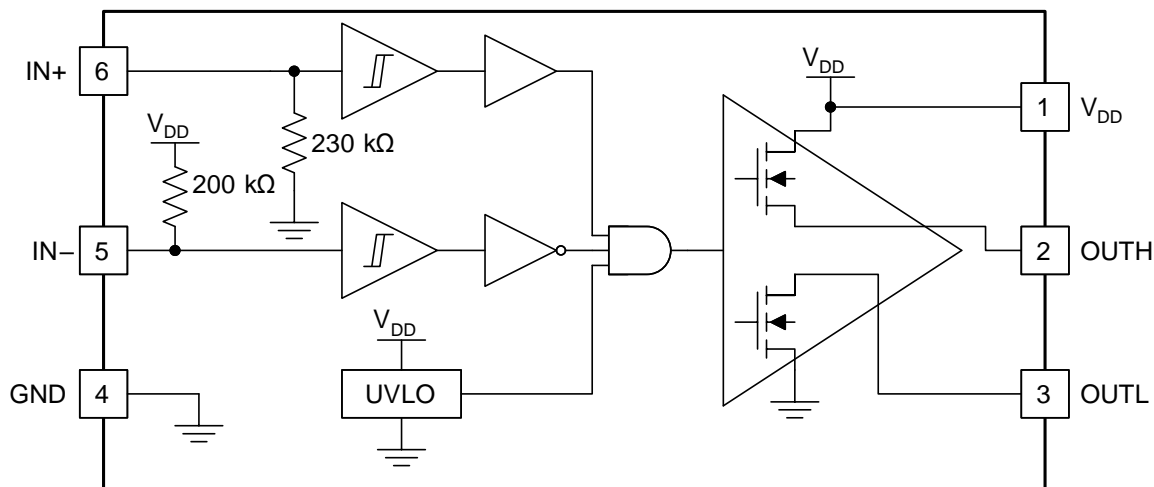 IN+
6
V_DD
1
V_DD
V_DD
230 kΩ
200 kΩ
IN–
5
2
OUTH
V_DD
GND
4
UVLO
3
OUTL